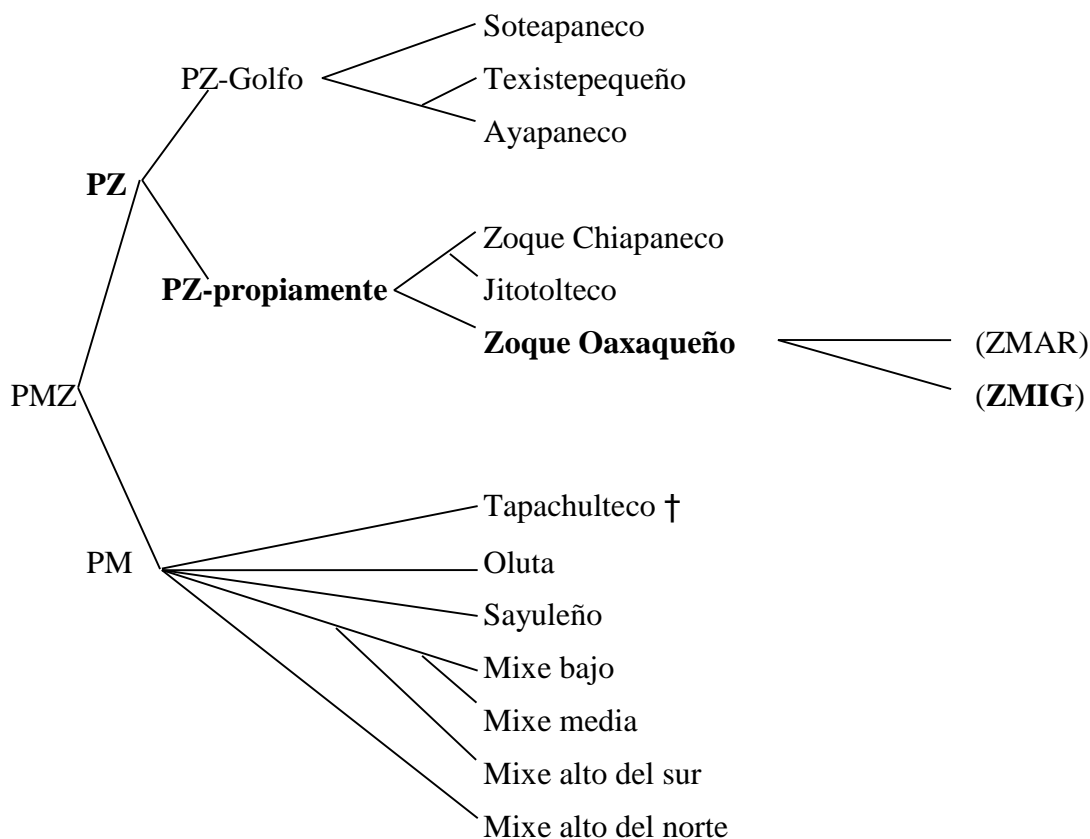 Soteapaneco
PZ-Golfo
Texistepequeño
Ayapaneco
PZ
Zoque Chiapaneco
PZ-propiamente
Jitotolteco
Zoque Oaxaqueño
(ZMAR)
PMZ
(ZMIG)
Tapachulteco †
PM
Oluta
Sayuleño
Mixe bajo
Mixe media
Mixe alto del sur
Mixe alto del norte